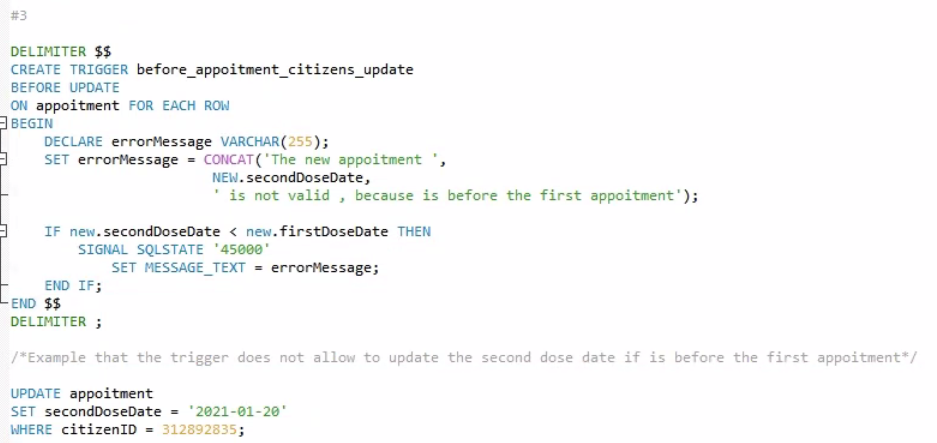 #3
DELIMITER $$
CREATE TRIGGER before_appoitment_citizens_update
BEFORE UPDATE
ON appoitment FOR EACH ROW
BEGIN
DECLARE errorMessage VARCHAR(255);
SET errorMessage = CONCAT('The new appoitment ',
NEW.secondDoseDate,
' is not valid , because is before the first appoitment');
IF new.secondDoseDate < new.firstDoseDate THEN
SIGNAL SQLSTATE '45000'
SET MESSAGE_TEXT = errorMessage;
END IF;
END $$
DELIMITER ;
/*Example that the trigger does not allow to update the second dose date if is before the first appoitment*/
UPDATE appoitment
SET secondDoseDate = '2021-01-20'
WHERE citizenID = 312892835;